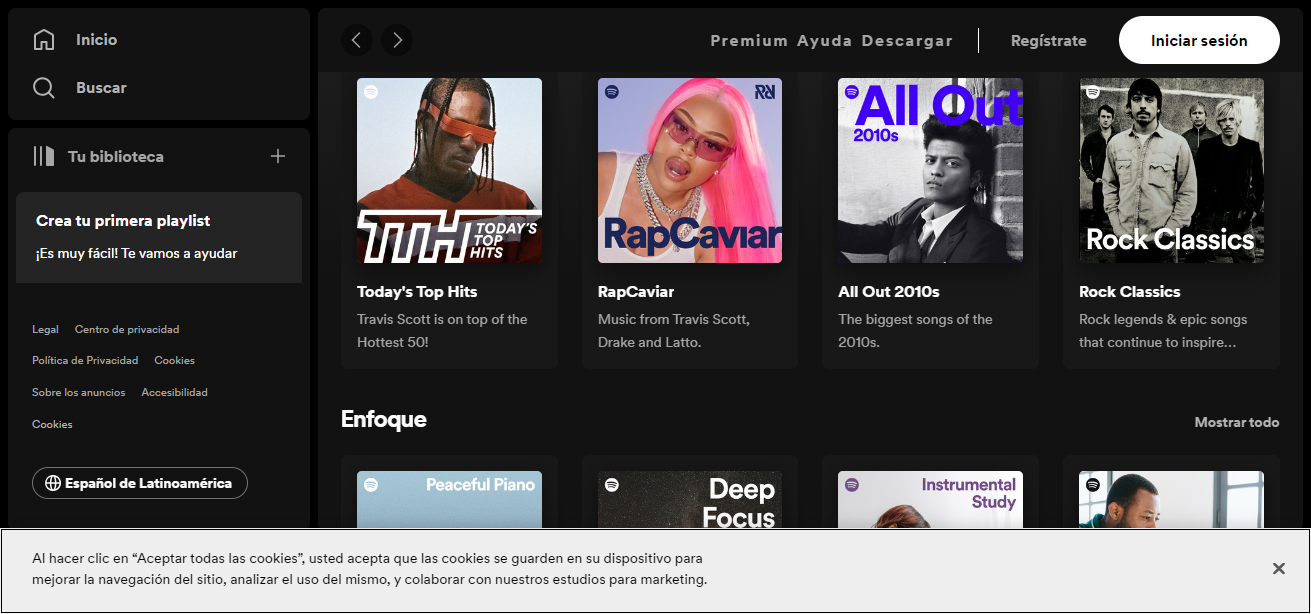 Inicio
Buscar
Tu biblioteca
Crea tu primera playlist
¡Es muy fácil! Te vamos a ayudar
Legal Centro de privacidad
Política de Privacidad Cookies
Sobre los anuncios Accesibilidad
Cookies
Español de Latinoamérica
Premium Ayuda Descargar
Regístrate
Iniciar sesión
TTH TODAY'S
TOP
HITS
Today's Top Hits
Travis Scott is on top of the
Hottest 50!
RapCaviar
RapCaviar
Music from Travis Scott,
Drake and Latto.
All Out
2010s
All Out 2010s
The biggest songs of the
2010s.
Rock Classics
Rock Classics
Rock legends & epic songs
that continue to inspire...
Enfoque
Mostrar todo
Peaceful Piano
Deep
Focus
Instrumental
Study
Al hacer clic en “Aceptar todas las cookies”, usted acepta que las cookies se guarden en su dispositivo para
mejorar la navegación del sitio, analizar el uso del mismo, y colaborar con nuestros estudios para marketing.